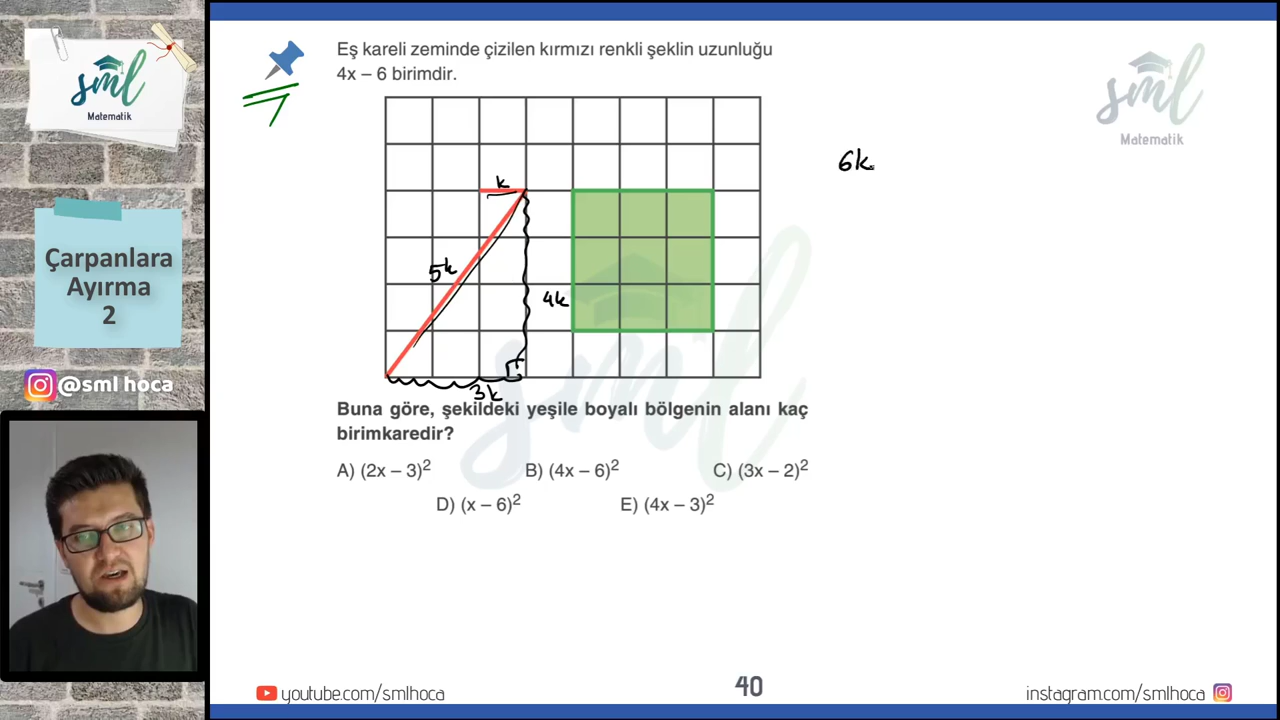 sml
Matematik
Çarpanlara
Ayırma
2
@sml hoca
Eş kareli zeminde çizilen kırmızı renkli şeklin uzunluğu
4x – 6 birimdir.
sml
Matematik
6k
k
5k
4k
3k
Buna göre, şekildeki yeşile boyalı bölgenin alanı kaç
birimkaredir?
A) (2x – 3)² B) (4x – 6)² C) (3x – 2)²
D) (x – 6)² E) (4x – 3)²
youtube.com/smlhoca
40
instagram.com/smlhoca